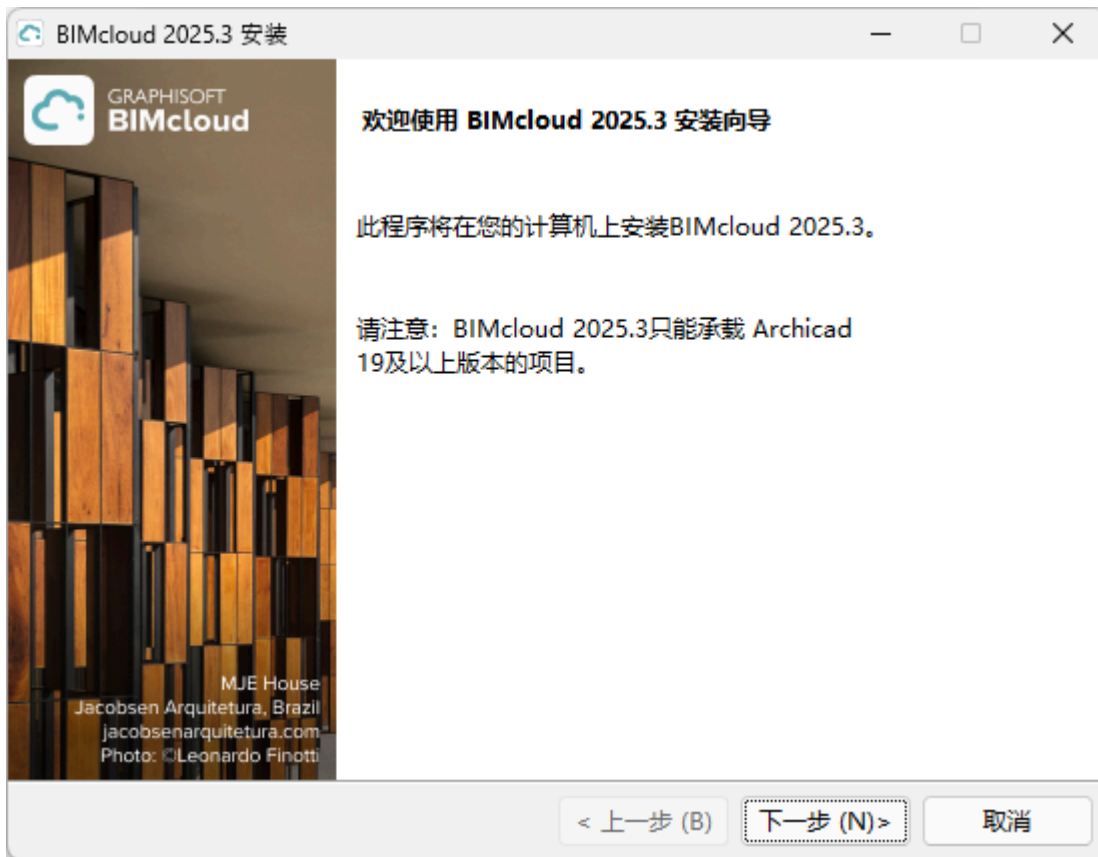 BIMcloud 2025.3 安装
GRAPHISOFT
BIMcloud
欢迎使用 BIMcloud 2025.3 安装向导
此程序将在您的计算机上安装BIMcloud 2025.3。
请注意：BIMcloud 2025.3只能承载 Archicad
19及以上版本的项目。
MJE House
Jacobsen Arquitetura, Brazil
jacobsenarquitetura.com
Photo: ©Leonardo Finotti
< 上一步 (B)
下一步 (N)>
取消